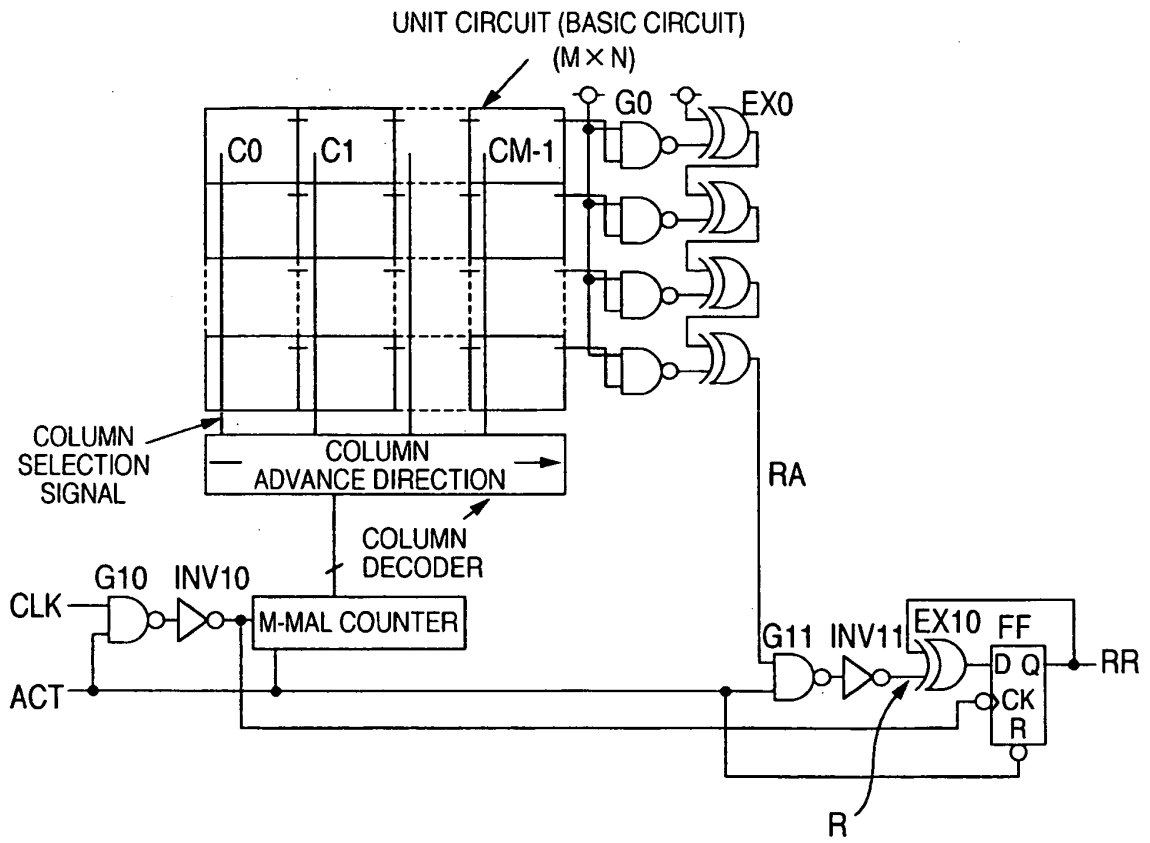 UNIT CIRCUIT (BASIC CIRCUIT)
(M × N)
G0
EX0
C0
C1
CM-1
COLUMN
SELECTION
SIGNAL
COLUMN
ADVANCE DIRECTION
RA
COLUMN
DECODER
G10
INV10
CLK
M-MAL COUNTER
ACT
G11
INV11
EX10
FF
D Q
RR
CK
R
R